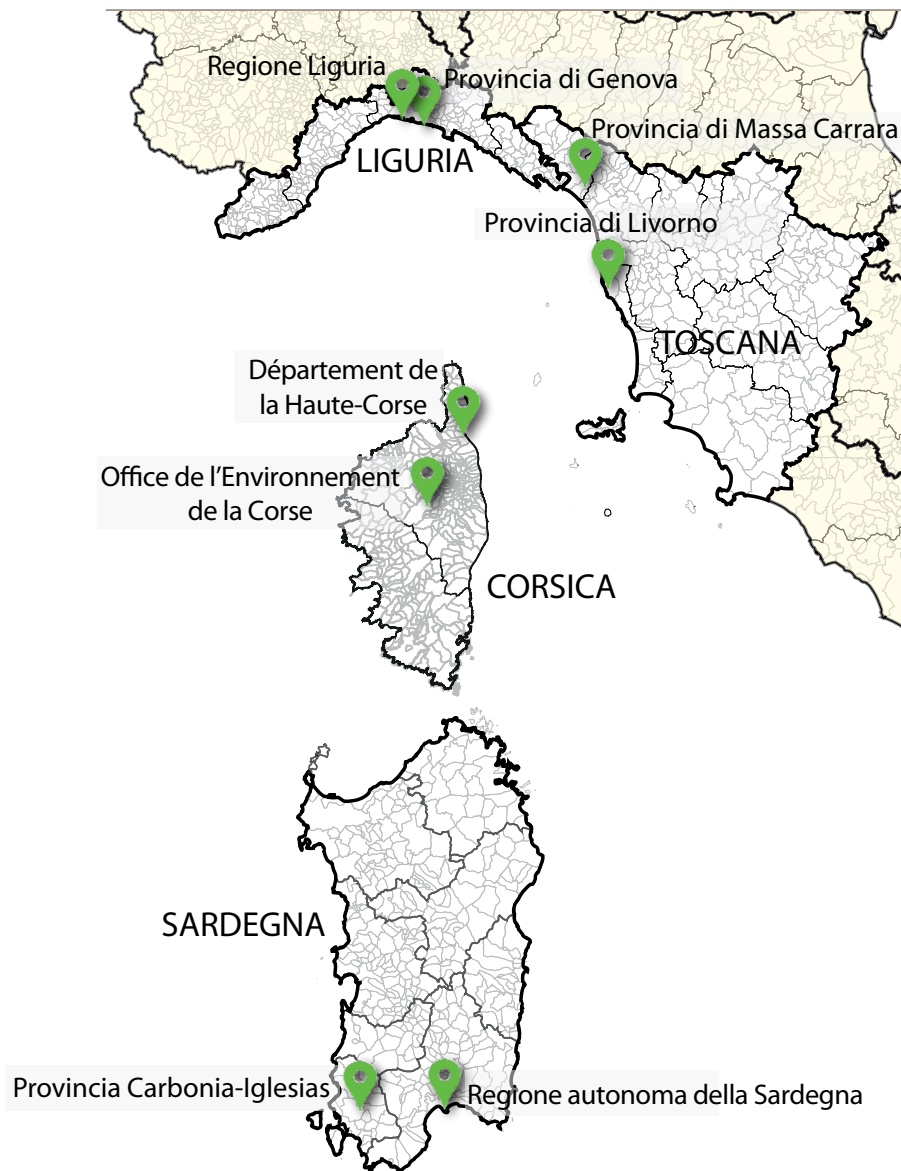 Regione Liguria
Provincia di Genova
LIGURIA
Provincia di Massa Carrara
Provincia di Livorno
TOSCANA
Département de
la Haute-Corse
Office de l'Environnement
de la Corse
CORSICA
SARDEGNA
Provincia Carbonia-Iglesias
Regione autonoma della Sardegna